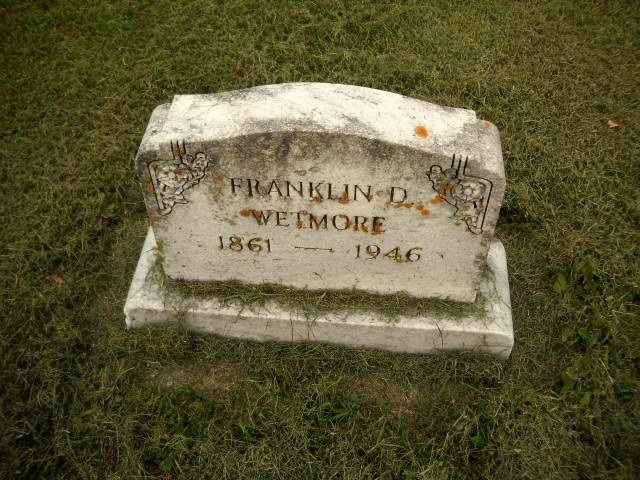 FRANKLIN D.
WETMORE
1861 — 1946